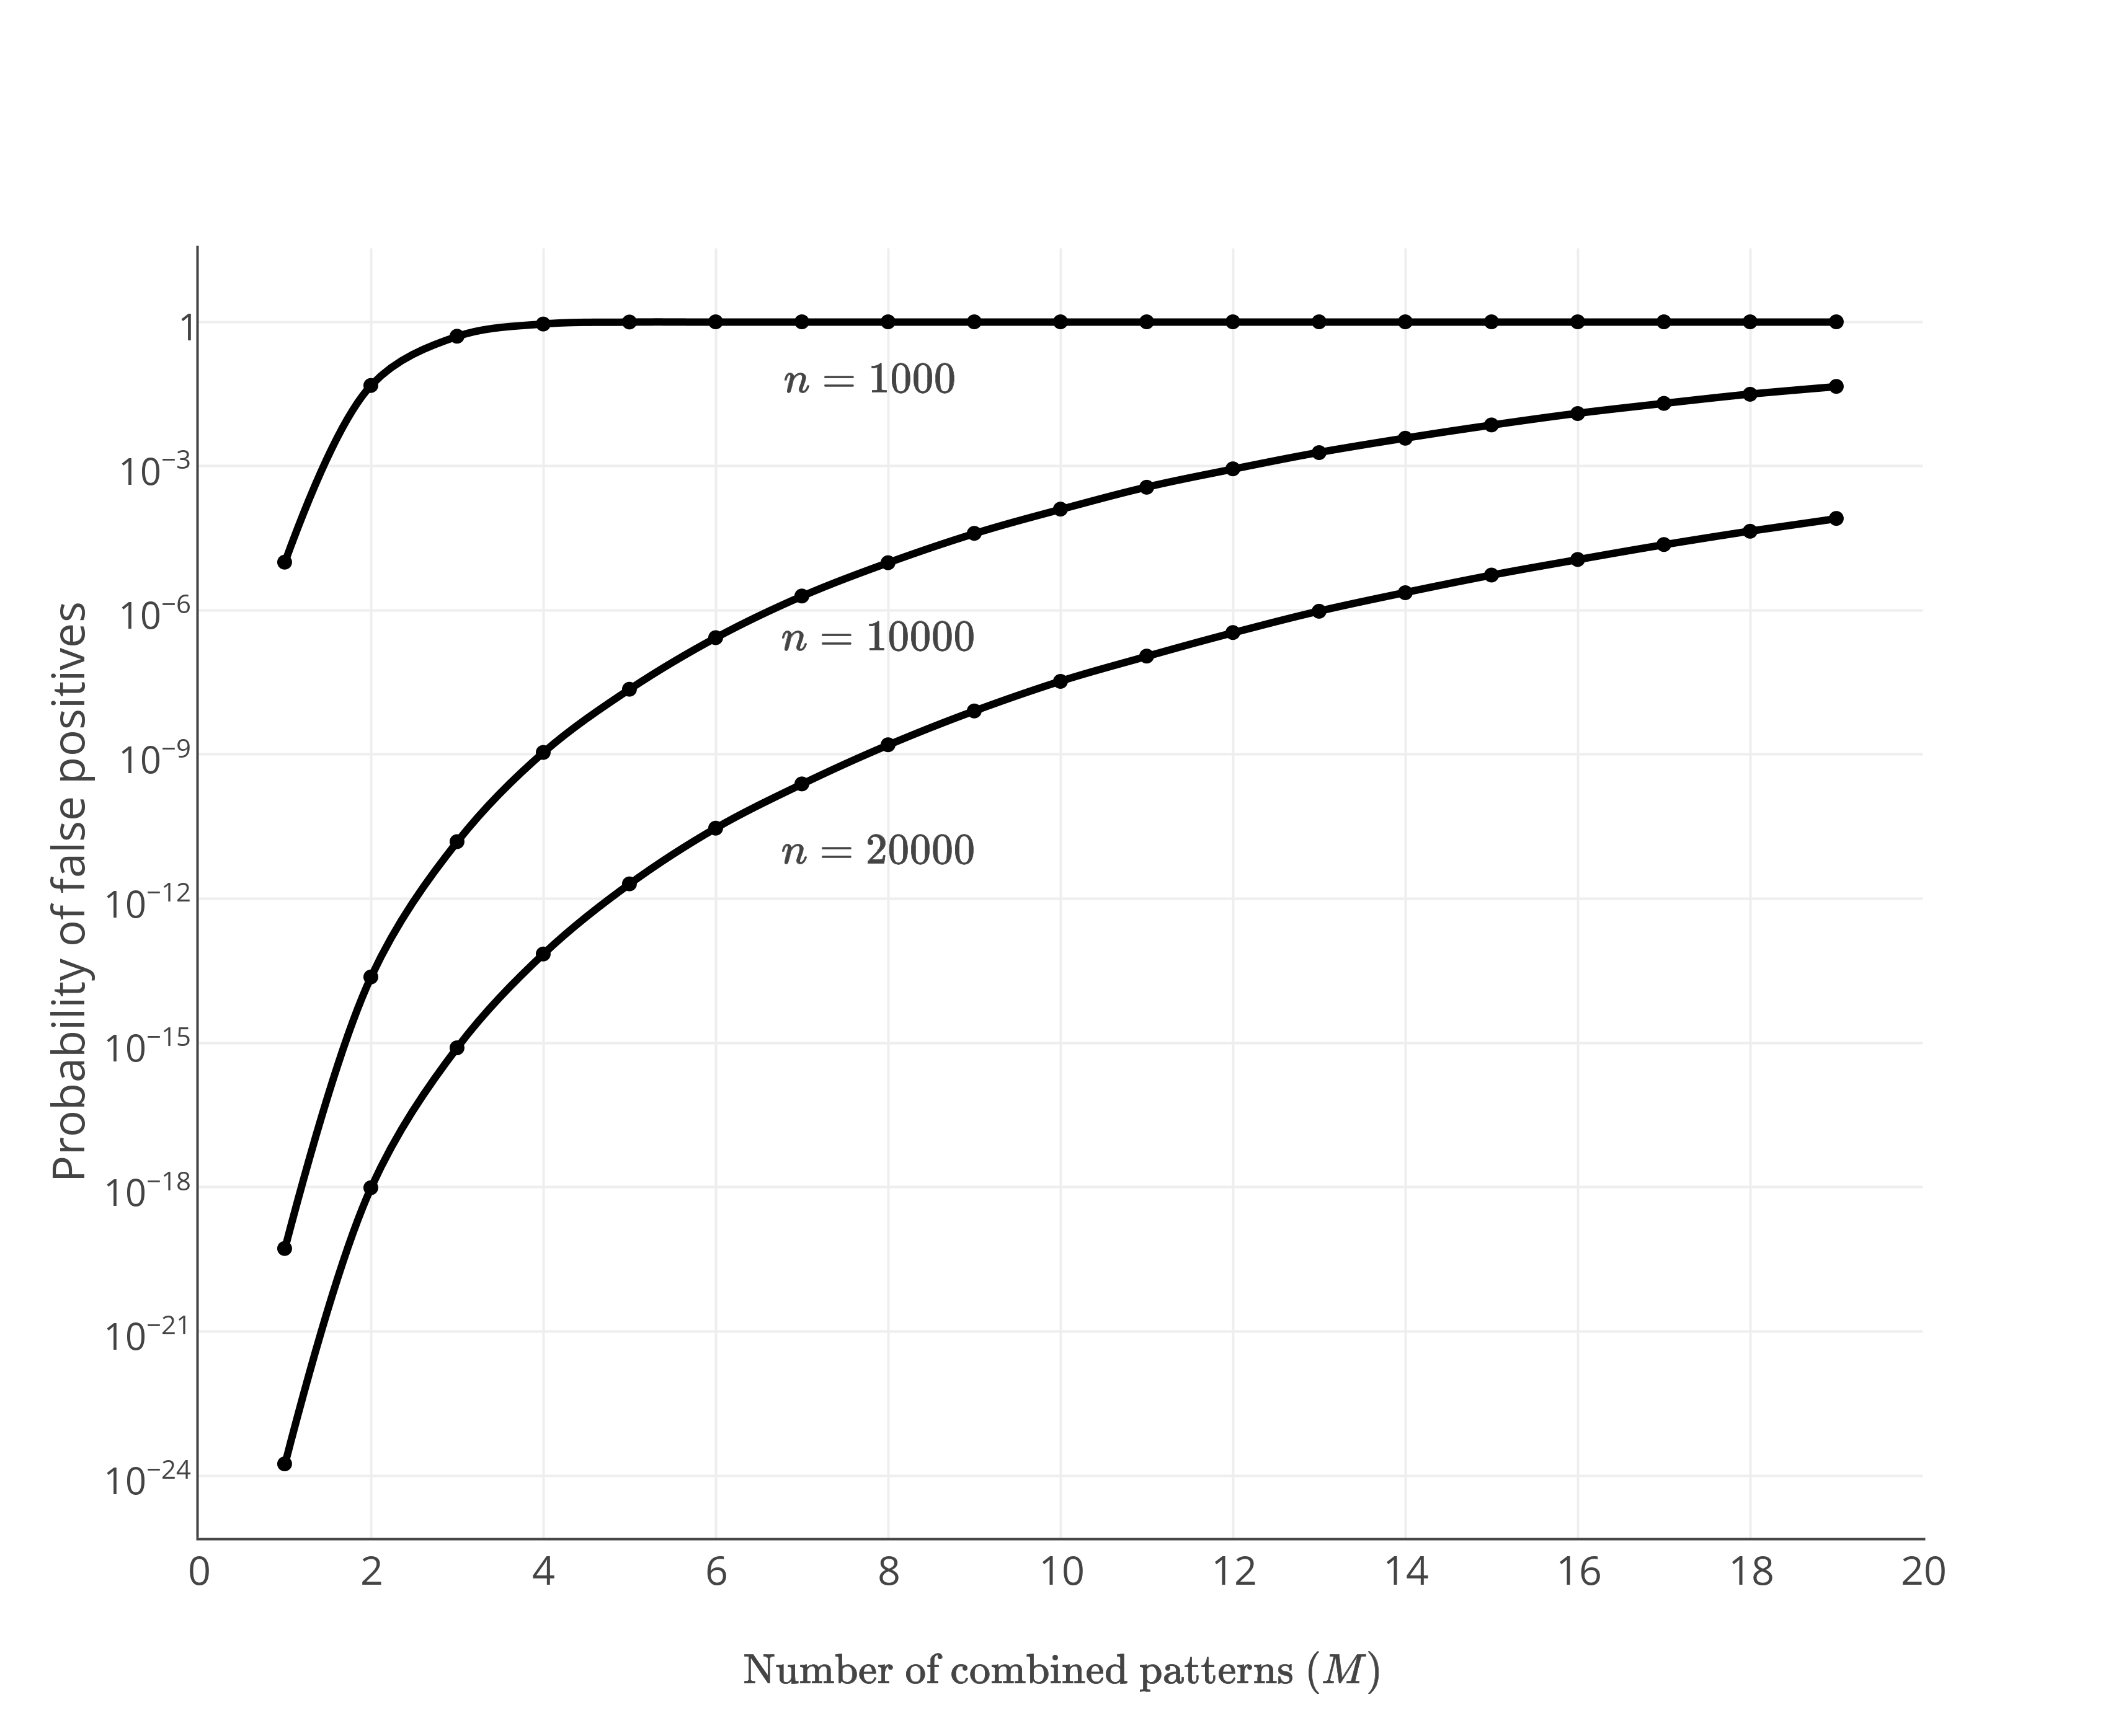 Probability of false positives
1
10⁻³
10⁻⁶
10⁻⁹
10⁻¹²
10⁻¹⁵
10⁻¹⁸
10⁻²¹
10⁻²⁴
n = 1000
n = 10000
n = 20000
0 2 4 6 8 10 12 14 16 18 20
Number of combined patterns (M)